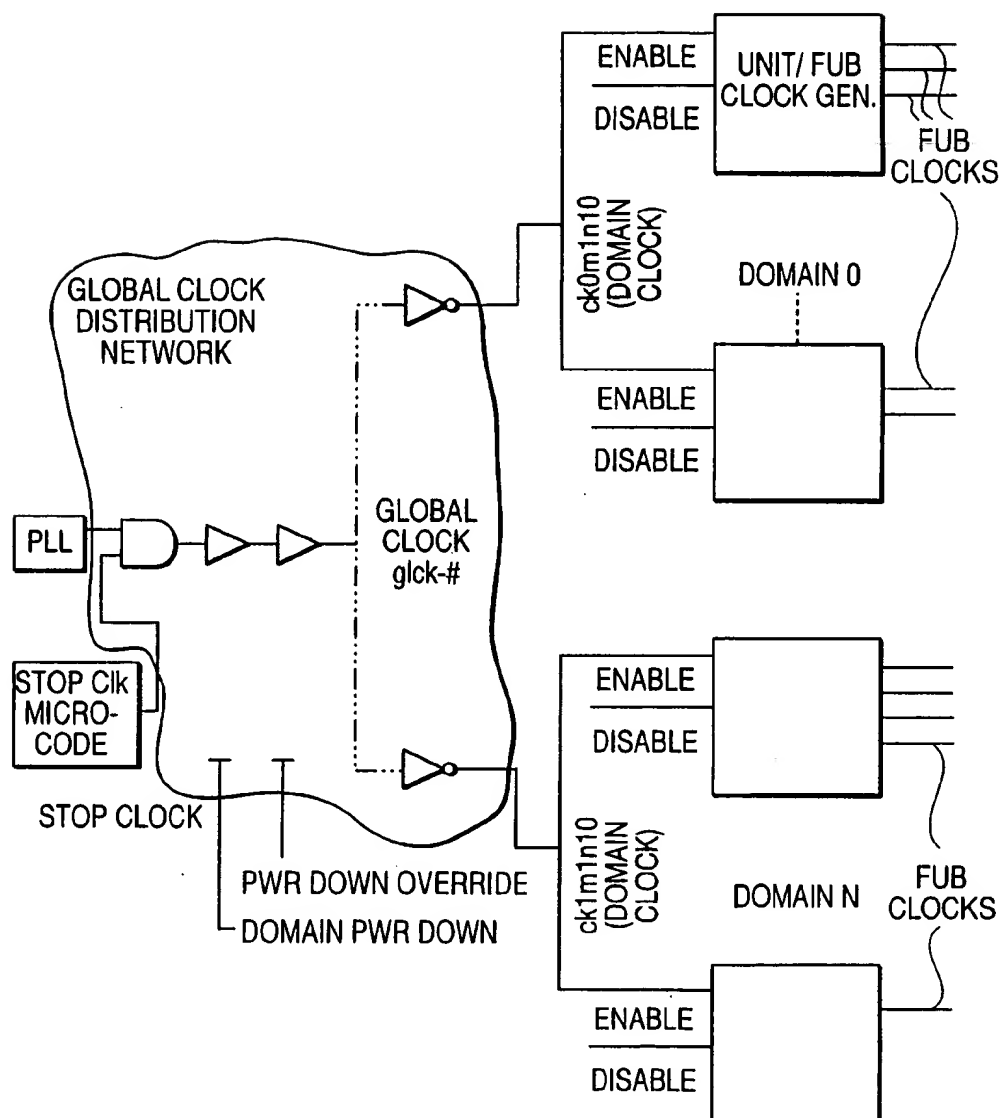 ENABLE
DISABLE
UNIT/ FUB
CLOCK GEN.
FUB
CLOCKS
ck0m1n10
(DOMAIN
CLOCK)
DOMAIN 0
ENABLE
DISABLE
GLOBAL CLOCK
DISTRIBUTION
NETWORK
PLL
GLOBAL
CLOCK
glck-#
STOP Clk
MICRO-
CODE
STOP CLOCK
PWR DOWN OVERRIDE
DOMAIN PWR DOWN
ENABLE
DISABLE
ck1m1n10
(DOMAIN
CLOCK)
DOMAIN N
FUB
CLOCKS
ENABLE
DISABLE